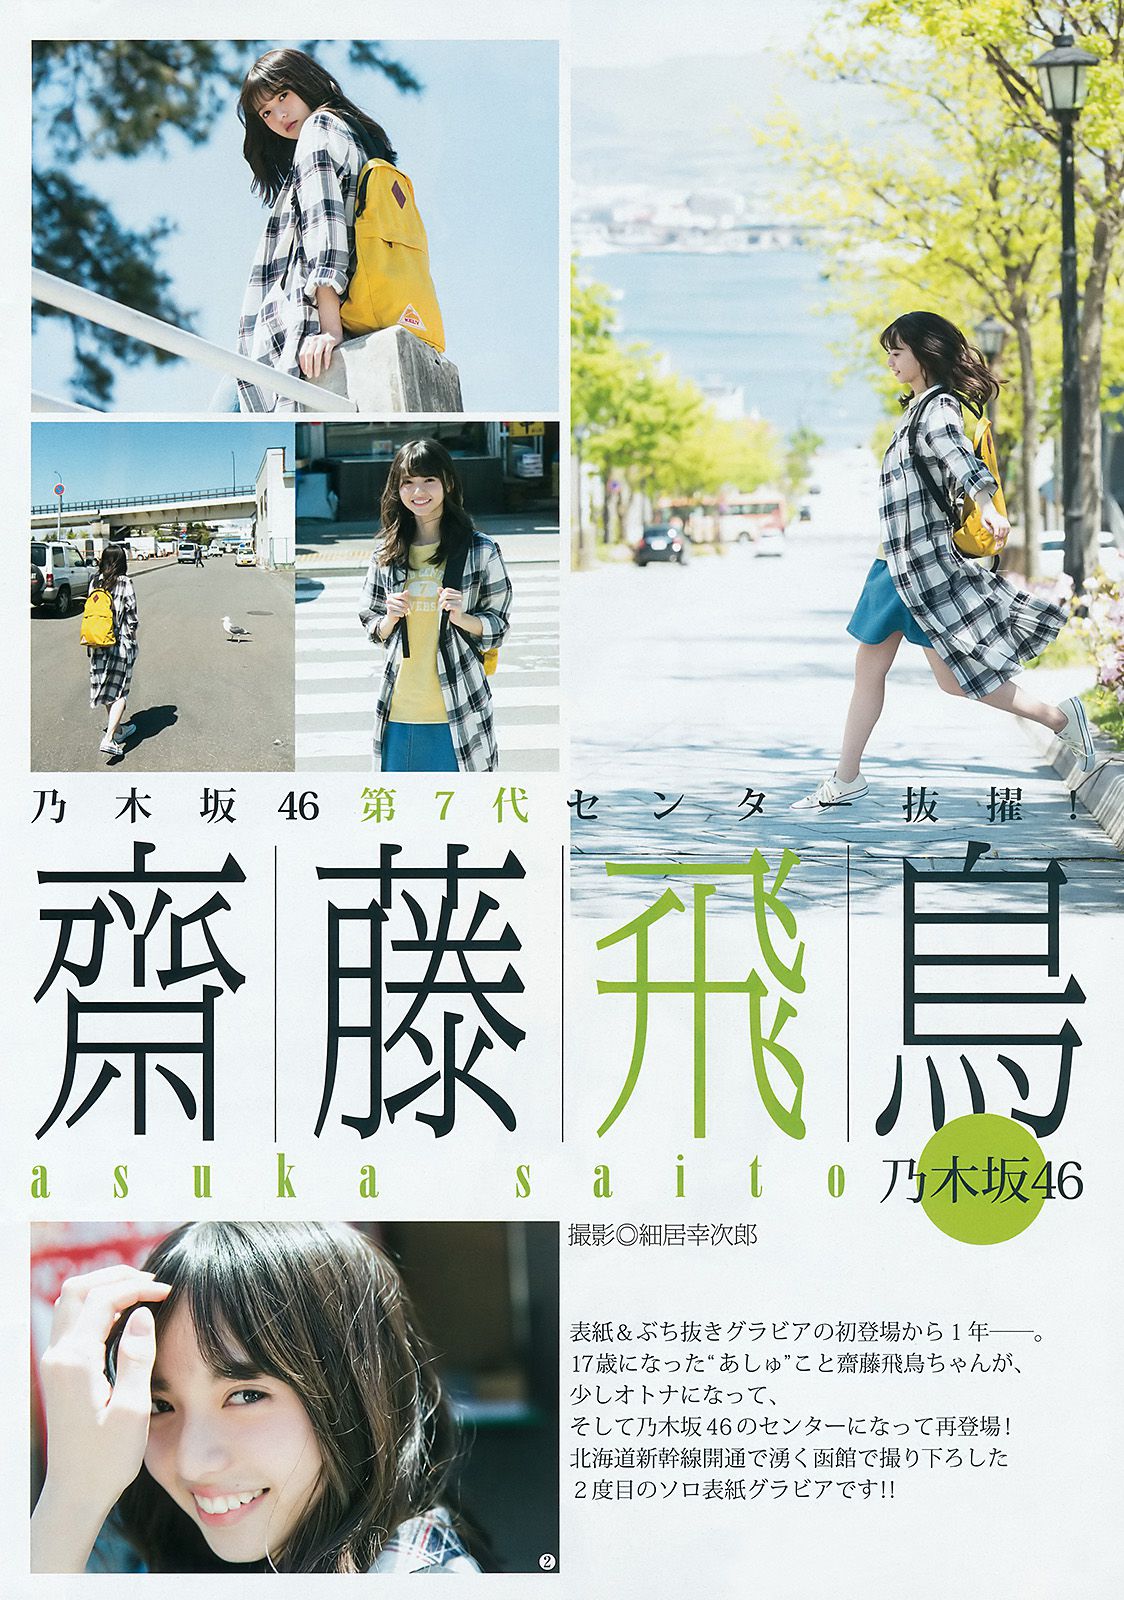 KELTY
乃木坂46 第7代センター抜擢!
齋藤飛鳥
asuka saito
乃木坂46
撮影◎細居幸次郎
表紙＆ぶち抜きグラビアの初登場から1年──。
17歳になった“あしゅ”こと齋藤飛鳥ちゃんが、
少しオトナになって、
そして乃木坂46のセンターになって再登場！
北海道新幹線開通で湧く函館で撮り下ろした
2度目のソロ表紙グラビアです!!
2